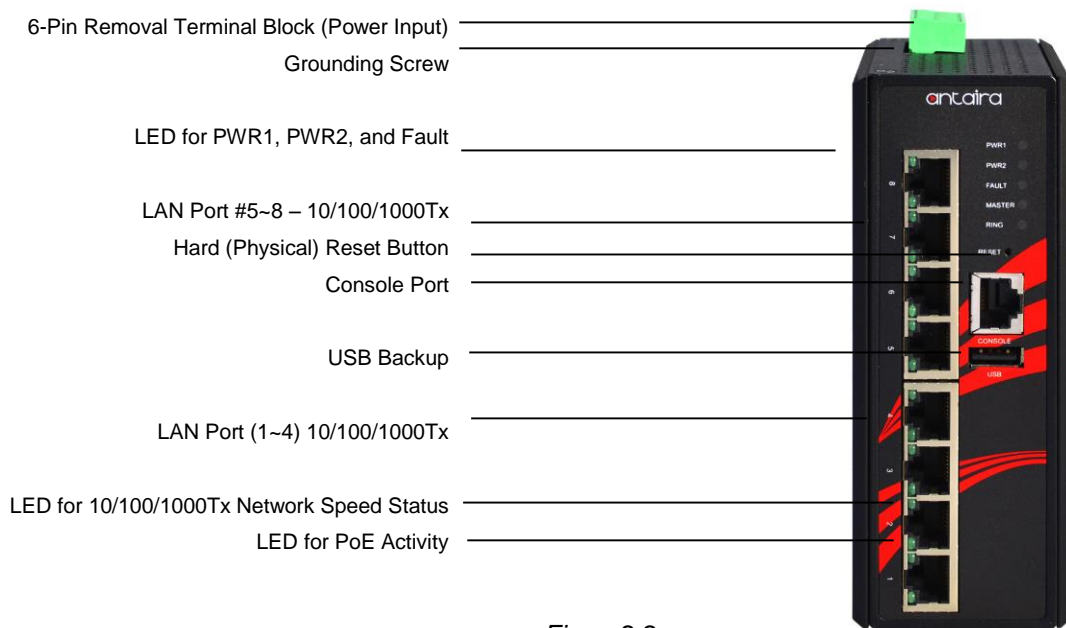 6-Pin Removal Terminal Block (Power Input)
Grounding Screw
LED for PWR1, PWR2, and Fault
LAN Port #5~8 – 10/100/1000Tx
Hard (Physical) Reset Button
Console Port
USB Backup
LAN Port (1~4) 10/100/1000Tx
LED for 10/100/1000Tx Network Speed Status
LED for PoE Activity
antaira
PWR1
PWR2
FAULT
MASTER
RING
RESET
CONSOLE
USB
8
7
6
5
4
3
2
1
Figure